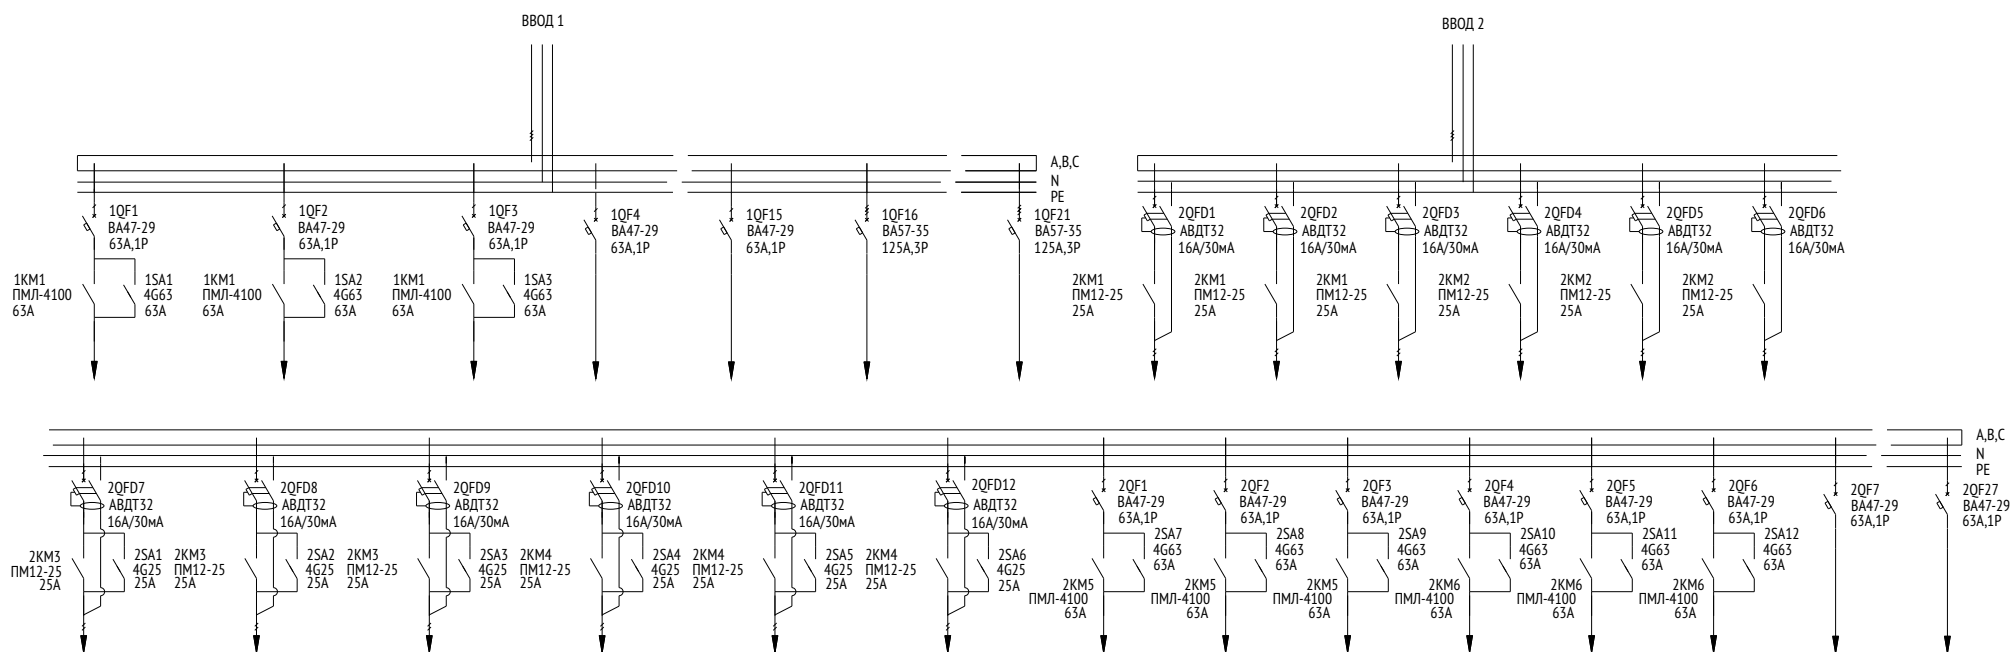 ВВОД 1
ВВОД 2
A,B,C
N
PE
1QF1
ВА47-29
63А,1Р
1QF2
ВА47-29
63А,1Р
1QF3
ВА47-29
63А,1Р
1QF4
ВА47-29
63А,1Р
1QF15
ВА47-29
63А,1Р
1QF16
ВА57-35
125А,3Р
1QF21
ВА57-35
125А,3Р
2QFD1
АВДТ32
16А/30мА
2QFD2
АВДТ32
16А/30мА
2QFD3
АВДТ32
16А/30мА
2QFD4
АВДТ32
16А/30мА
2QFD5
АВДТ32
16А/30мА
2QFD6
АВДТ32
16А/30мА
1КМ1
ПМЛ-4100
63А
1SA1
4G63
63А
1КМ1
ПМЛ-4100
63А
1SA2
4G63
63А
1КМ1
ПМЛ-4100
63А
1SA3
4G63
63А
2КМ1
ПМ12-25
25А
2КМ1
ПМ12-25
25А
2КМ1
ПМ12-25
25А
2КМ2
ПМ12-25
25А
2КМ2
ПМ12-25
25А
2КМ2
ПМ12-25
25А
A,B,C
N
PE
2QFD7
АВДТ32
16А/30мА
2QFD8
АВДТ32
16А/30мА
2QFD9
АВДТ32
16А/30мА
2QFD10
АВДТ32
16А/30мА
2QFD11
АВДТ32
16А/30мА
2QFD12
АВДТ32
16А/30мА
2QF1
ВА47-29
63А,1Р
2QF2
ВА47-29
63А,1Р
2QF3
ВА47-29
63А,1Р
2QF4
ВА47-29
63А,1Р
2QF5
ВА47-29
63А,1Р
2QF6
ВА47-29
63А,1Р
2QF7
ВА47-29
63А,1Р
2QF27
ВА47-29
63А,1Р
2КМ3
ПМ12-25
25А
2SA1
4G25
25А
2КМ3
ПМ12-25
25А
2SA2
4G25
25А
2КМ3
ПМ12-25
25А
2SA3
4G25
25А
2КМ4
ПМ12-25
25А
2SA4
4G25
25А
2КМ4
ПМ12-25
25А
2SA5
4G25
25А
2КМ4
ПМ12-25
25А
2SA6
4G25
25А
2SA7
4G63
63А
2SA8
4G63
63А
2SA9
4G63
63А
2SA10
4G63
63А
2SA11
4G63
63А
2SA12
4G63
63А
2КМ5
ПМЛ-4100
63А
2КМ5
ПМЛ-4100
63А
2КМ5
ПМЛ-4100
63А
2КМ6
ПМЛ-4100
63А
2КМ6
ПМЛ-4100
63А
2КМ6
ПМЛ-4100
63А